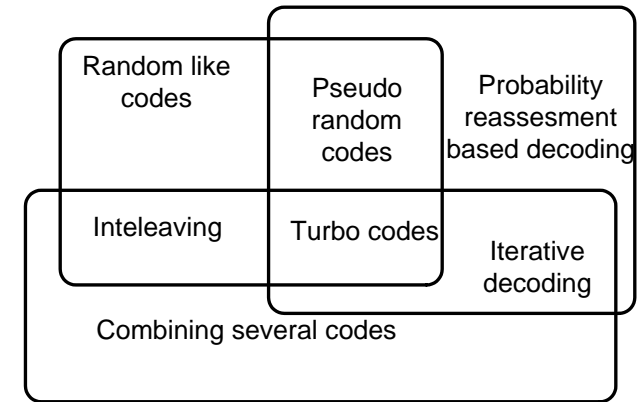 Random like
codes
Pseudo
random
codes
Probability
reassesment
based decoding
Inteleaving
Turbo codes
Iterative
decoding
Combining several codes